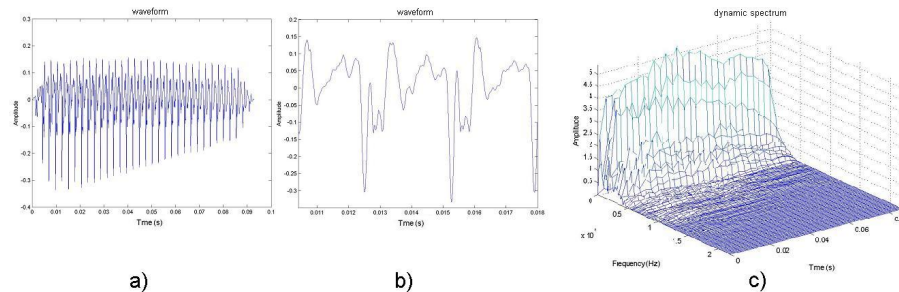 waveform
0.3
0.2
0.1
0
-0.1
-0.2
-0.3
-0.4
Amplitude
0 0.01 0.02 0.03 0.04 0.05 0.06 0.07 0.08 0.09 0.1
Time (s)
a)
waveform
0.2
0.15
0.1
0.05
0
-0.05
-0.1
-0.15
-0.2
-0.25
-0.3
Amplitude
0.011 0.012 0.013 0.014 0.015 0.016 0.017 0.018
Time (s)
b)
dynamic spectrum
5
4.5
4
3.5
3
2.5
2
1.5
1
0.5
0
Amplitude
0.5
1
1.5
2
x 10
Frequency(Hz)
0
0.02
0.04
0.06
Time (s)
c)